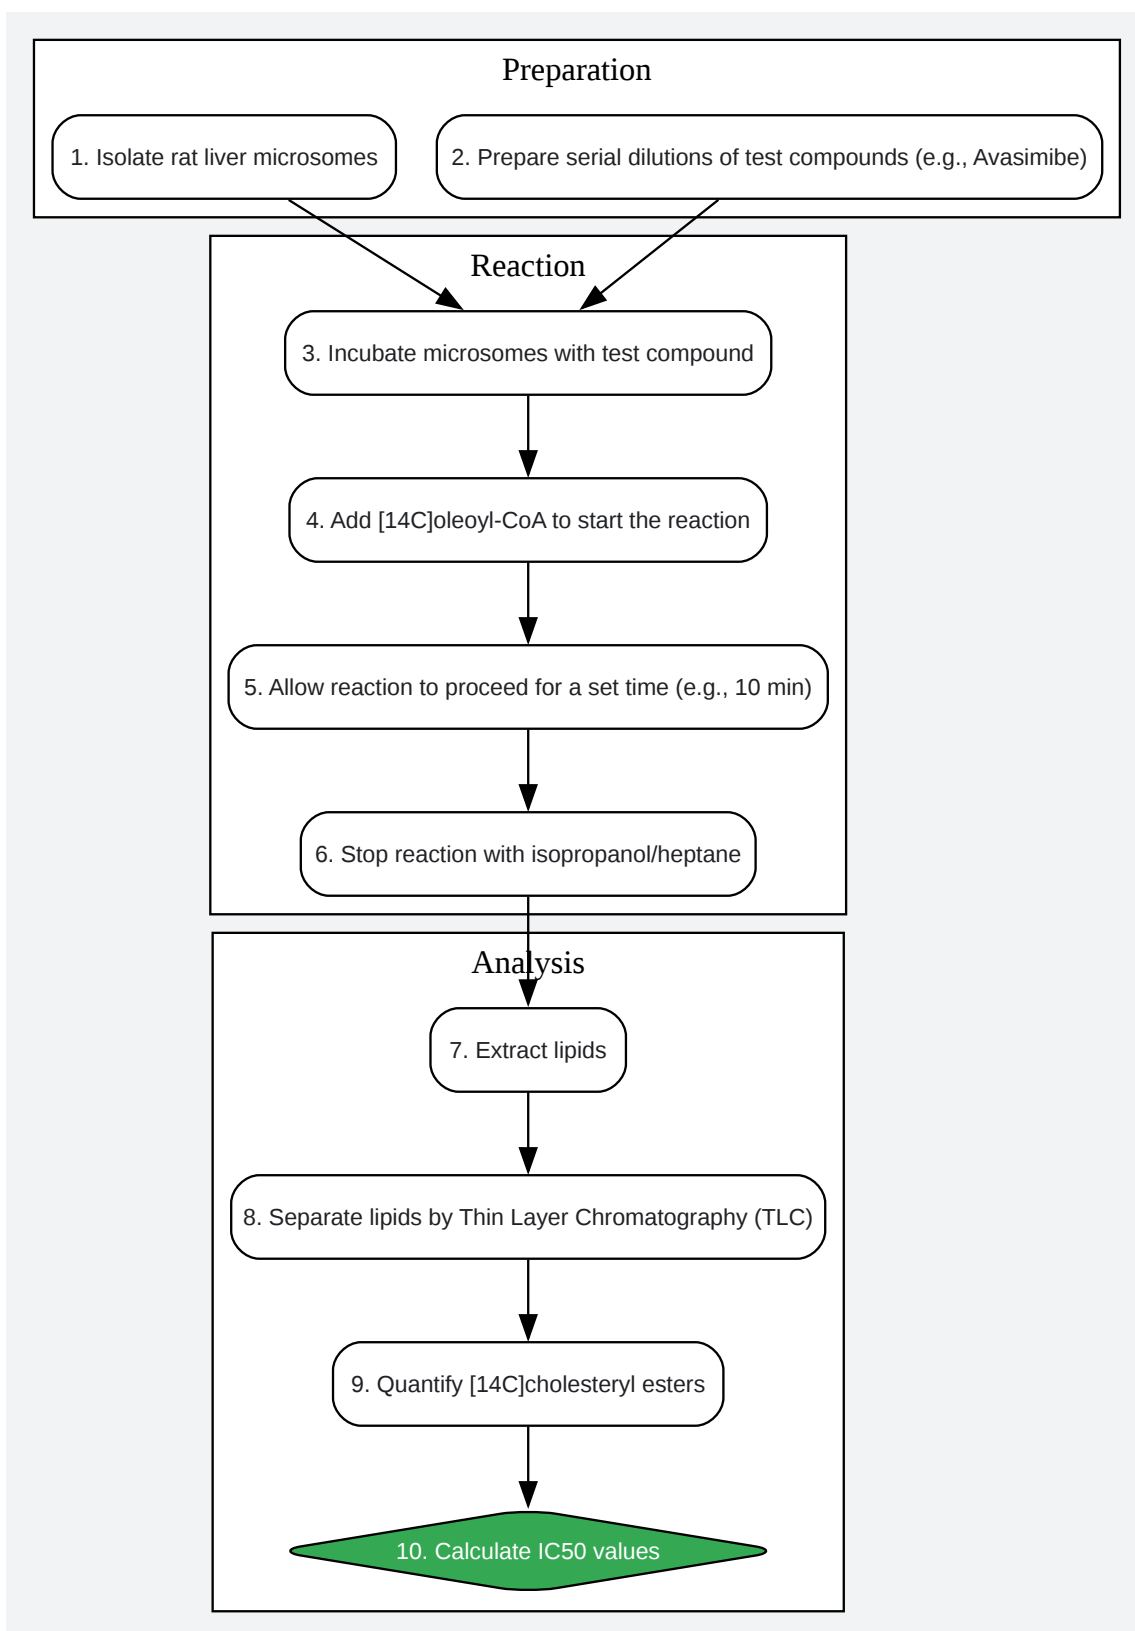 Preparation
1. Isolate rat liver microsomes
2. Prepare serial dilutions of test compounds (e.g., Avasimibe)
Reaction
3. Incubate microsomes with test compound
4. Add [14C]oleoyl-CoA to start the reaction
5. Allow reaction to proceed for a set time (e.g., 10 min)
6. Stop reaction with isopropanol/heptane
Analysis
7. Extract lipids
8. Separate lipids by Thin Layer Chromatography (TLC)
9. Quantify [14C]cholesteryl esters
10. Calculate IC50 values